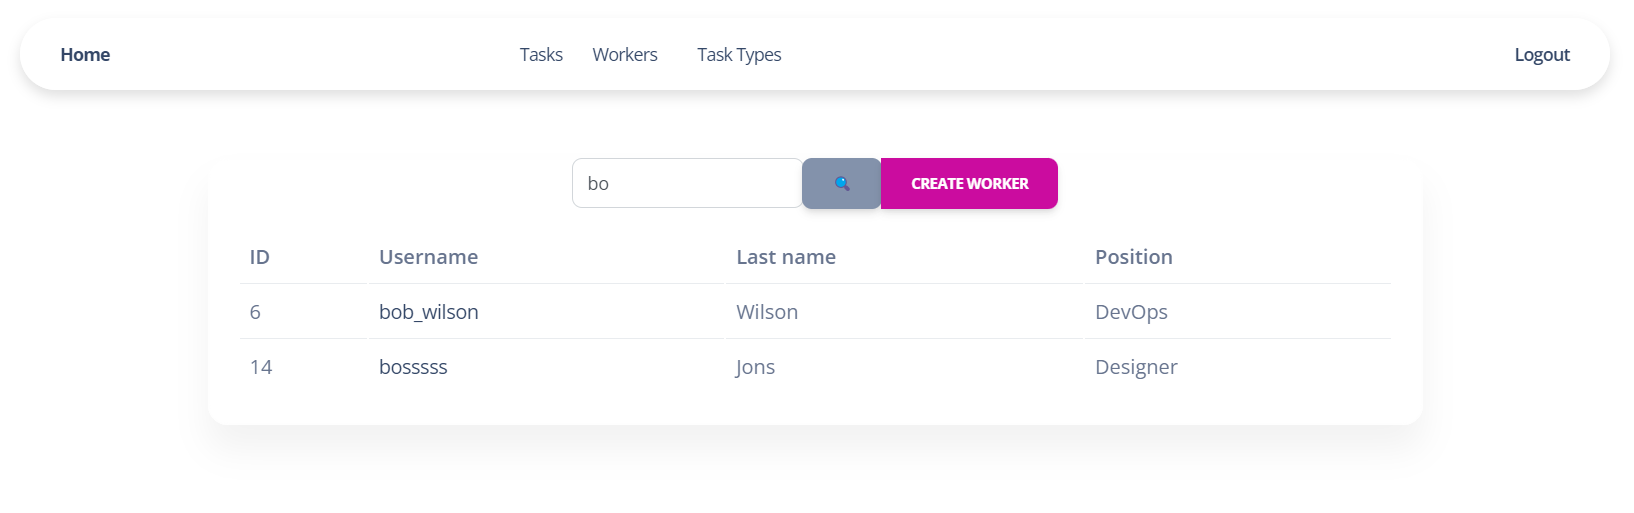 Home Tasks Workers Task Types Logout
bo CREATE WORKER
ID Username Last name Position
6 bob_wilson Wilson DevOps
14 bosssss Jons Designer